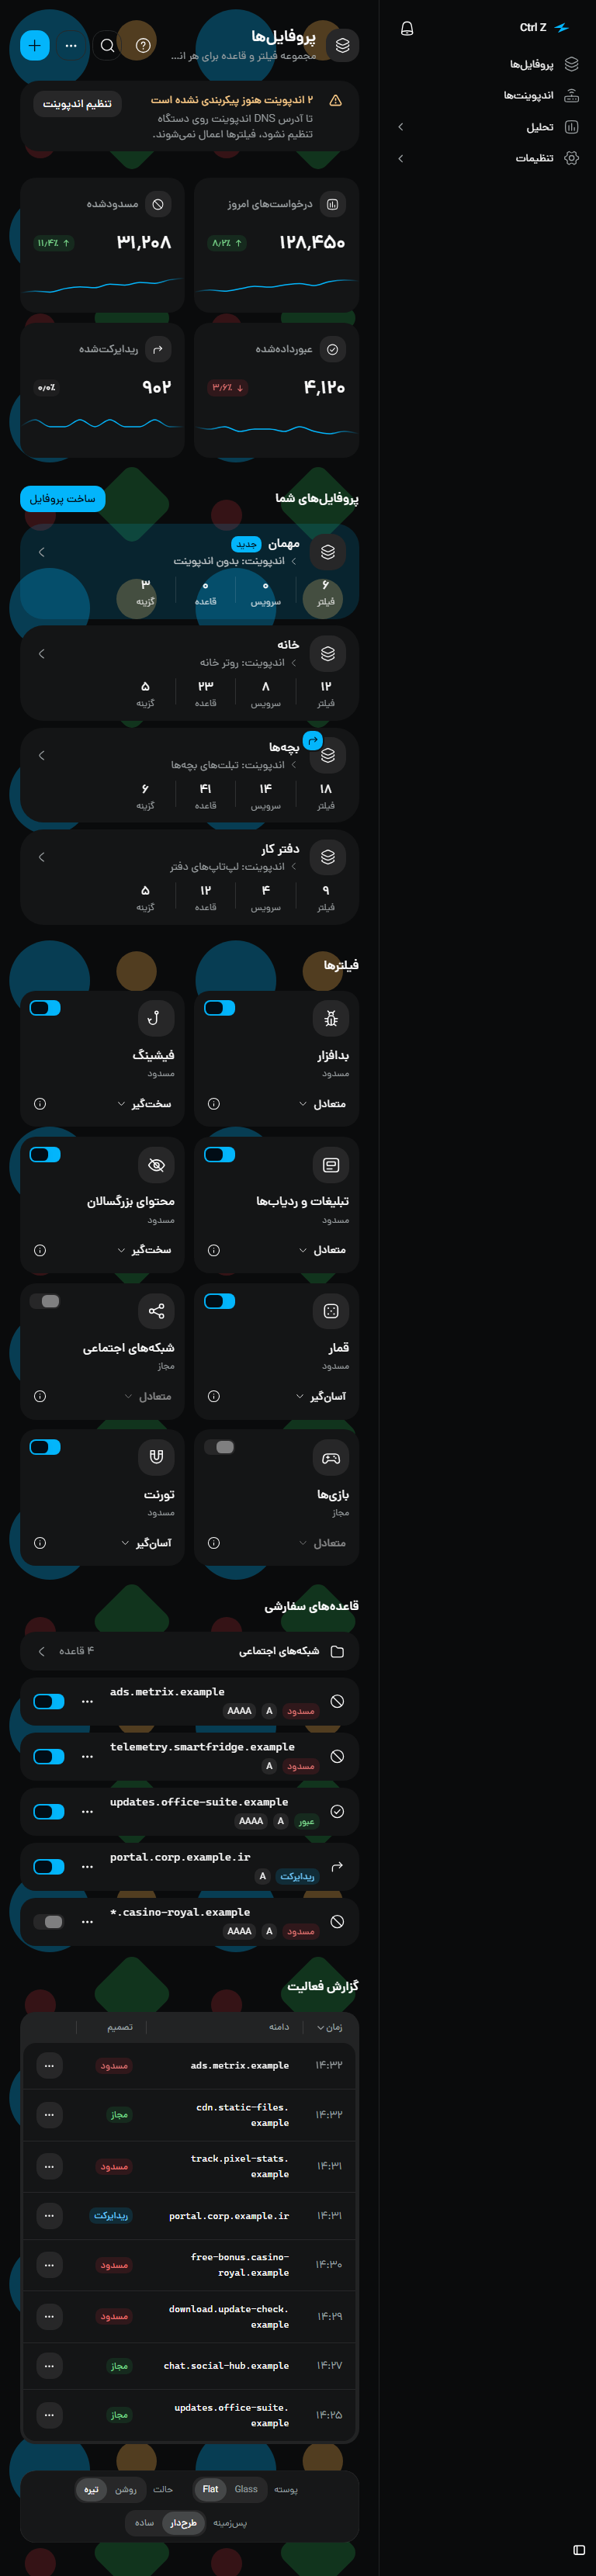 Ctrl Z
پروفایل‌ها
اندپوینت‌ها
تحلیل
تنظیمات
پروفایل‌ها
مجموعه فیلتر و قاعده برای هر ان...
۲ اندپوینت هنوز پیکربندی نشده است
تا آدرس DNS اندپوینت روی دستگاه
تنظیم نشود، فیلترها اعمال نمی‌شوند.
تنظیم اندپوینت
درخواست‌های امروز
۱۲۸٬۴۵۰
۸٫۲٪
مسدودشده
۳۱٬۲۰۸
۱۱٫۴٪
عبورداده‌شده
۴٬۱۲۰
۳٫۶٪
ریدایرکت‌شده
۹۰۲
۰٫۰٪
پروفایل‌های شما
ساخت پروفایل
مهمان جدید
اندپوینت: بدون اندپوینت
۶ ۰ ۰ ۳
فیلتر سرویس قاعده گزینه
خانه
اندپوینت: روتر خانه
۱۲ ۸ ۲۳ ۵
فیلتر سرویس قاعده گزینه
بچه‌ها
اندپوینت: تبلت‌های بچه‌ها
۱۸ ۱۴ ۴۱ ۶
فیلتر سرویس قاعده گزینه
دفتر کار
اندپوینت: لپ‌تاپ‌های دفتر
۹ ۴ ۱۲ ۵
فیلتر سرویس قاعده گزینه
فیلترها
بدافزار
مسدود
متعادل
فیشینگ
مسدود
سخت‌گیر
تبلیغات و ردیاب‌ها
مسدود
متعادل
محتوای بزرگسالان
مسدود
سخت‌گیر
قمار
مسدود
آسان‌گیر
شبکه‌های اجتماعی
مجاز
متعادل
بازی‌ها
مجاز
متعادل
تورنت
مسدود
آسان‌گیر
قاعده‌های سفارشی
شبکه‌های اجتماعی
۴ قاعده
ads.metrix.example
مسدود A AAAA
telemetry.smartfridge.example
مسدود A
updates.office-suite.example
عبور A AAAA
portal.corp.example.ir
ریدایرکت A
*.casino-royal.example
مسدود A AAAA
گزارش فعالیت
زمان دامنه تصمیم
۱۴:۳۲ ads.metrix.example مسدود
۱۴:۳۲ cdn.static-files.
example مجاز
۱۴:۳۱ track.pixel-stats.
example مسدود
۱۴:۳۱ portal.corp.example.ir ریدایرکت
۱۴:۳۰ free-bonus.casino-
royal.example مسدود
۱۴:۲۹ download.update-check.
example مسدود
۱۴:۲۷ chat.social-hub.example مجاز
۱۴:۲۵ updates.office-suite.
example مجاز
پوسته Glass Flat حالت روشن تیره
پس‌زمینه طرح‌دار ساده